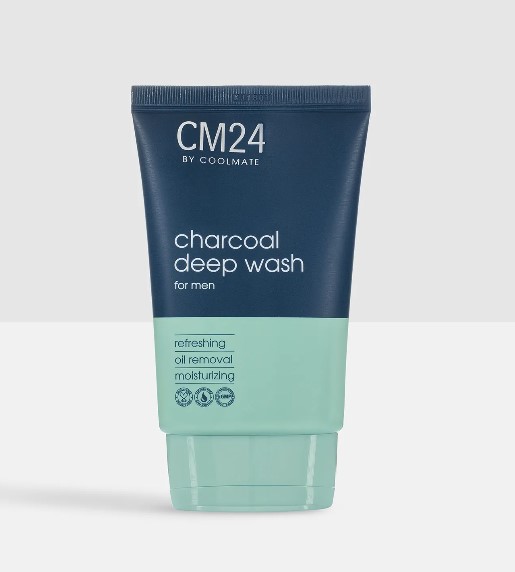 CM24
BY COOLMATE
charcoal
deep wash
for men
refreshing
oil removal
moisturizing